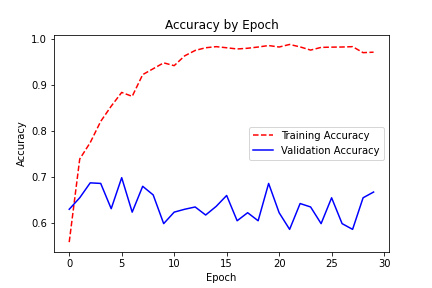 Accuracy by Epoch
1.0
0.9
0.8
0.7
0.6
Accuracy
Training Accuracy
Validation Accuracy
0 5 10 15 20 25 30
Epoch